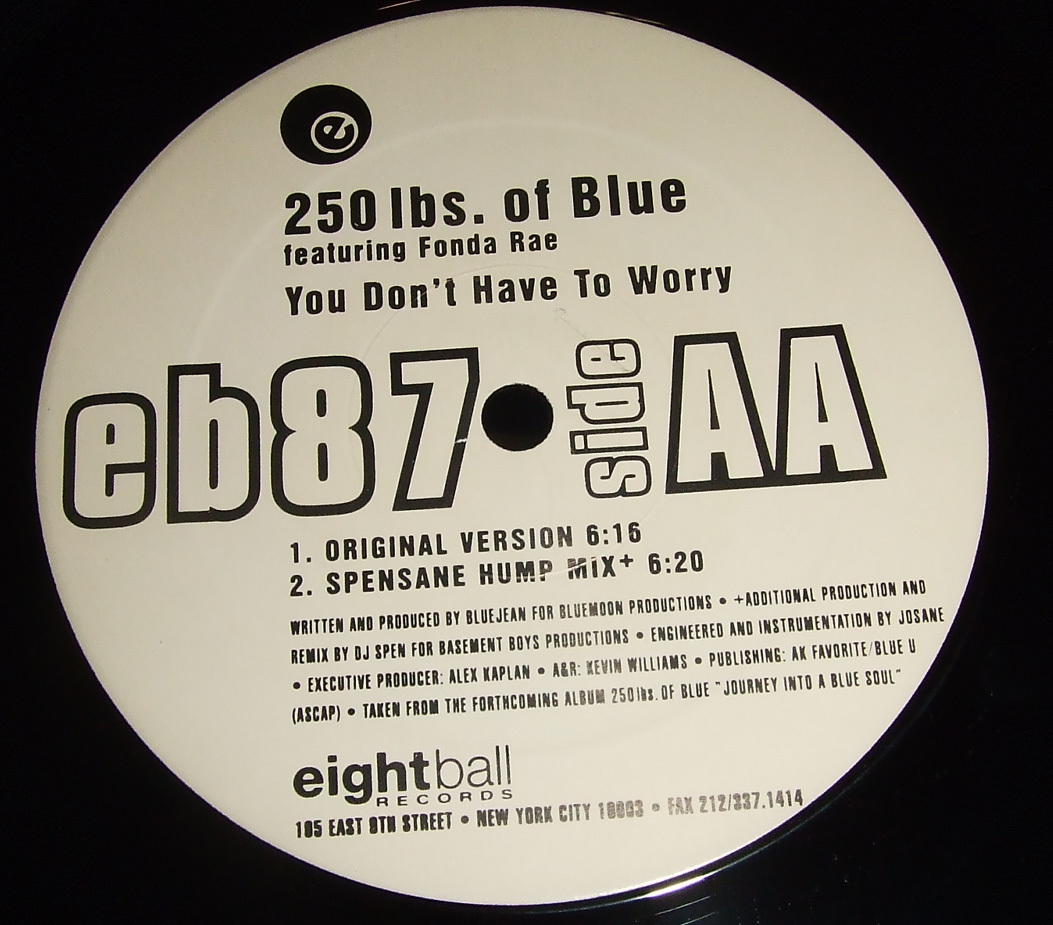 e
250 lbs. of Blue
featuring Fonda Rae
You Don't Have To Worry
eb87 side AA
1. ORIGINAL VERSION 6:16
2. SPENSANE HUMP MIX+ 6:20
WRITTEN AND PRODUCED BY BLUEJEAN FOR BLUEMOON PRODUCTIONS • +ADDITIONAL PRODUCTION AND
REMIX BY DJ SPEN FOR BASEMENT BOYS PRODUCTIONS • ENGINEERED AND INSTRUMENTATION BY JOSANE
• EXECUTIVE PRODUCER: ALEX KAPLAN • A&R: KEVIN WILLIAMS • PUBLISHING: AK FAVORITE/BLUE U
(ASCAP) • TAKEN FROM THE FORTHCOMING ALBUM 250 lbs. OF BLUE "JOURNEY INTO A BLUE SOUL"
eightball
RECORDS
105 EAST 8TH STREET • NEW YORK CITY 10003 • FAX 212/337.1414